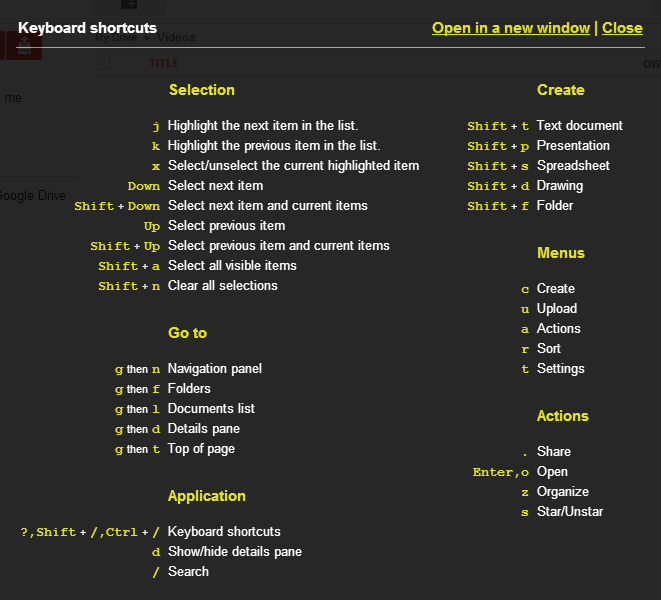 Keyboard shortcuts
Open in a new window | Close
My Drive Videos
TITLE
OW
me
Google Drive
Selection
j Highlight the next item in the list.
k Highlight the previous item in the list.
x Select/unselect the current highlighted item
Down Select next item
Shift + Down Select next item and current items
Up Select previous item
Shift + Up Select previous item and current items
Shift + a Select all visible items
Shift + n Clear all selections
Go to
g then n Navigation panel
g then f Folders
g then l Documents list
g then d Details pane
g then t Top of page
Application
?,Shift + /,Ctrl + / Keyboard shortcuts
d Show/hide details pane
/ Search
Create
Shift + t Text document
Shift + p Presentation
Shift + s Spreadsheet
Shift + d Drawing
Shift + f Folder
Menus
c Create
u Upload
a Actions
r Sort
t Settings
Actions
. Share
Enter,o Open
z Organize
s Star/Unstar